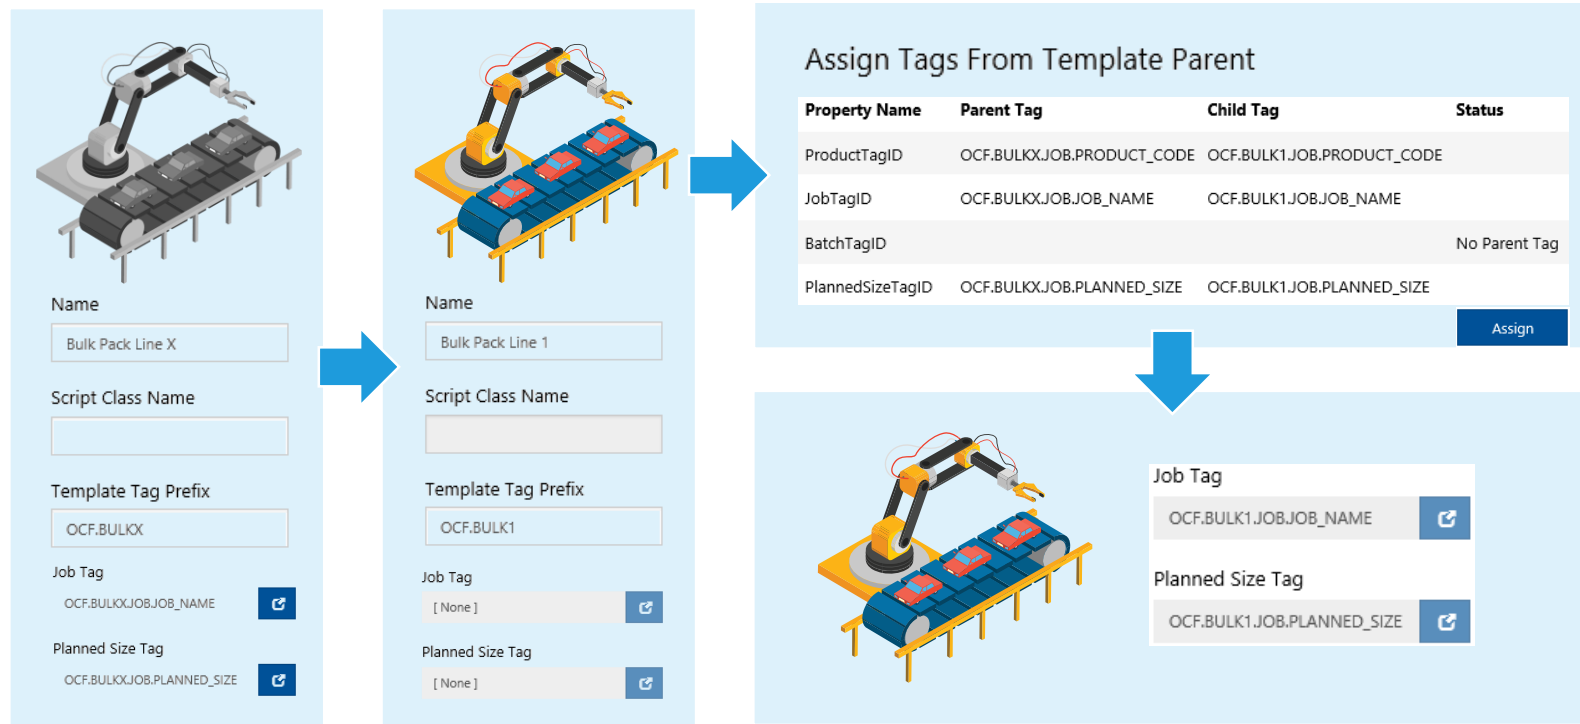 Name
Bulk Pack Line X
Script Class Name
Template Tag Prefix
OCF.BULKX
Job Tag
OCF.BULKX.JOB.JOB_NAME
Planned Size Tag
OCF.BULKX.JOB.PLANNED_SIZE
Name
Bulk Pack Line 1
Script Class Name
Template Tag Prefix
OCF.BULK1
Job Tag
[ None ]
Planned Size Tag
[ None ]
Assign Tags From Template Parent
Property Name Parent Tag Child Tag Status
ProductTagID OCF.BULKX.JOB.PRODUCT_CODE OCF.BULK1.JOB.PRODUCT_CODE
JobTagID OCF.BULKX.JOB.JOB_NAME OCF.BULK1.JOB.JOB_NAME
BatchTagID No Parent Tag
PlannedSizeTagID OCF.BULKX.JOB.PLANNED_SIZE OCF.BULK1.JOB.PLANNED_SIZE
Assign
Job Tag
OCF.BULK1.JOB.JOB_NAME
Planned Size Tag
OCF.BULK1.JOB.PLANNED_SIZE